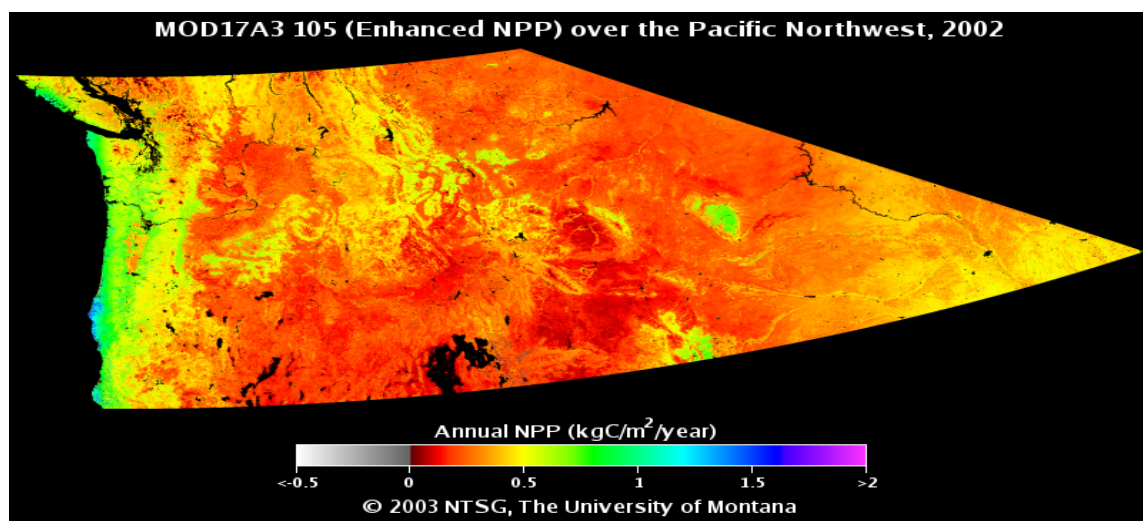 MOD17A3 105 (Enhanced NPP) over the Pacific Northwest, 2002
Annual NPP (kgC/m²/year)
<-0.5 0 0.5 1 1.5 >2
© 2003 NTSG, The University of Montana